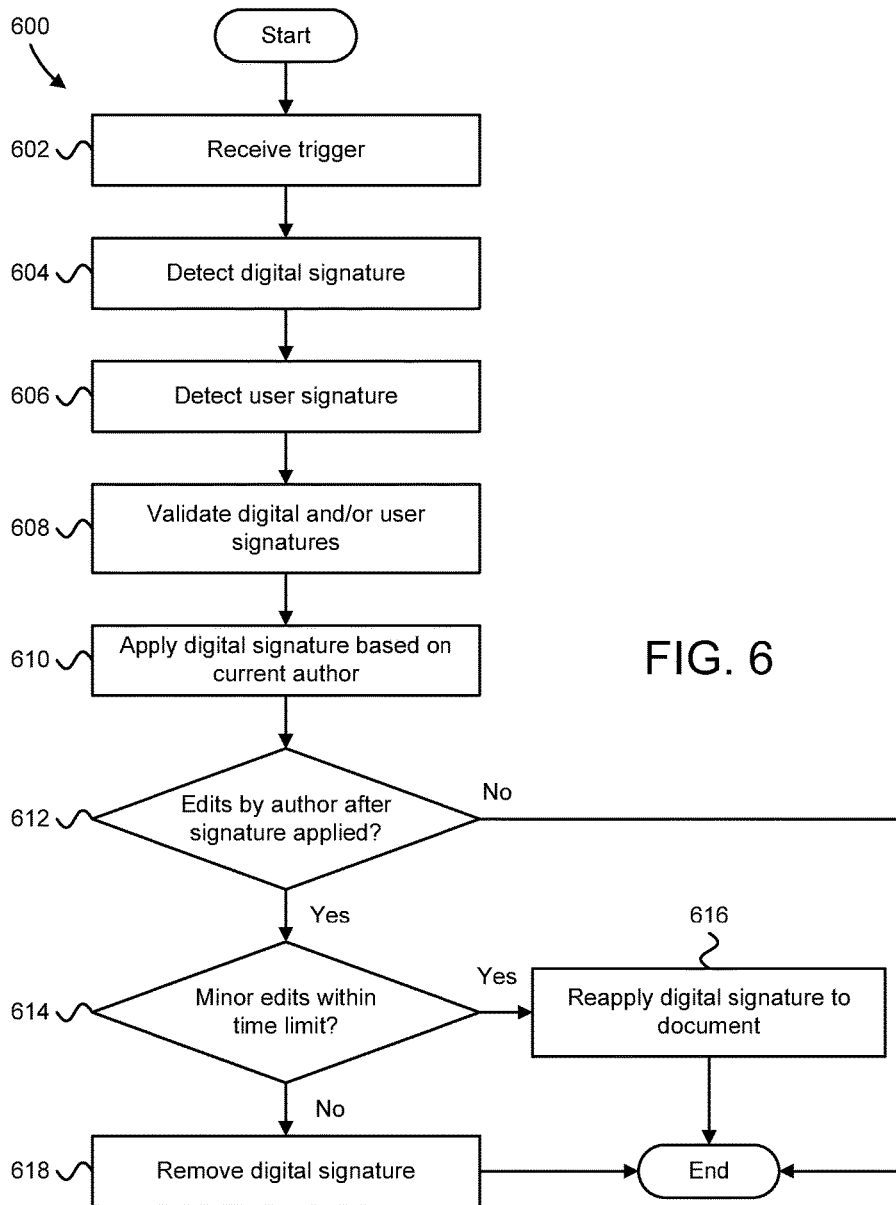 600
Start
602
Receive trigger
604
Detect digital signature
606
Detect user signature
608
Validate digital and/or user
signatures
610
Apply digital signature based on
current author
FIG. 6
612
Edits by author after
signature applied?
No
Yes
614
Minor edits within
time limit?
Yes
616
Reapply digital signature to
document
No
618
Remove digital signature
End